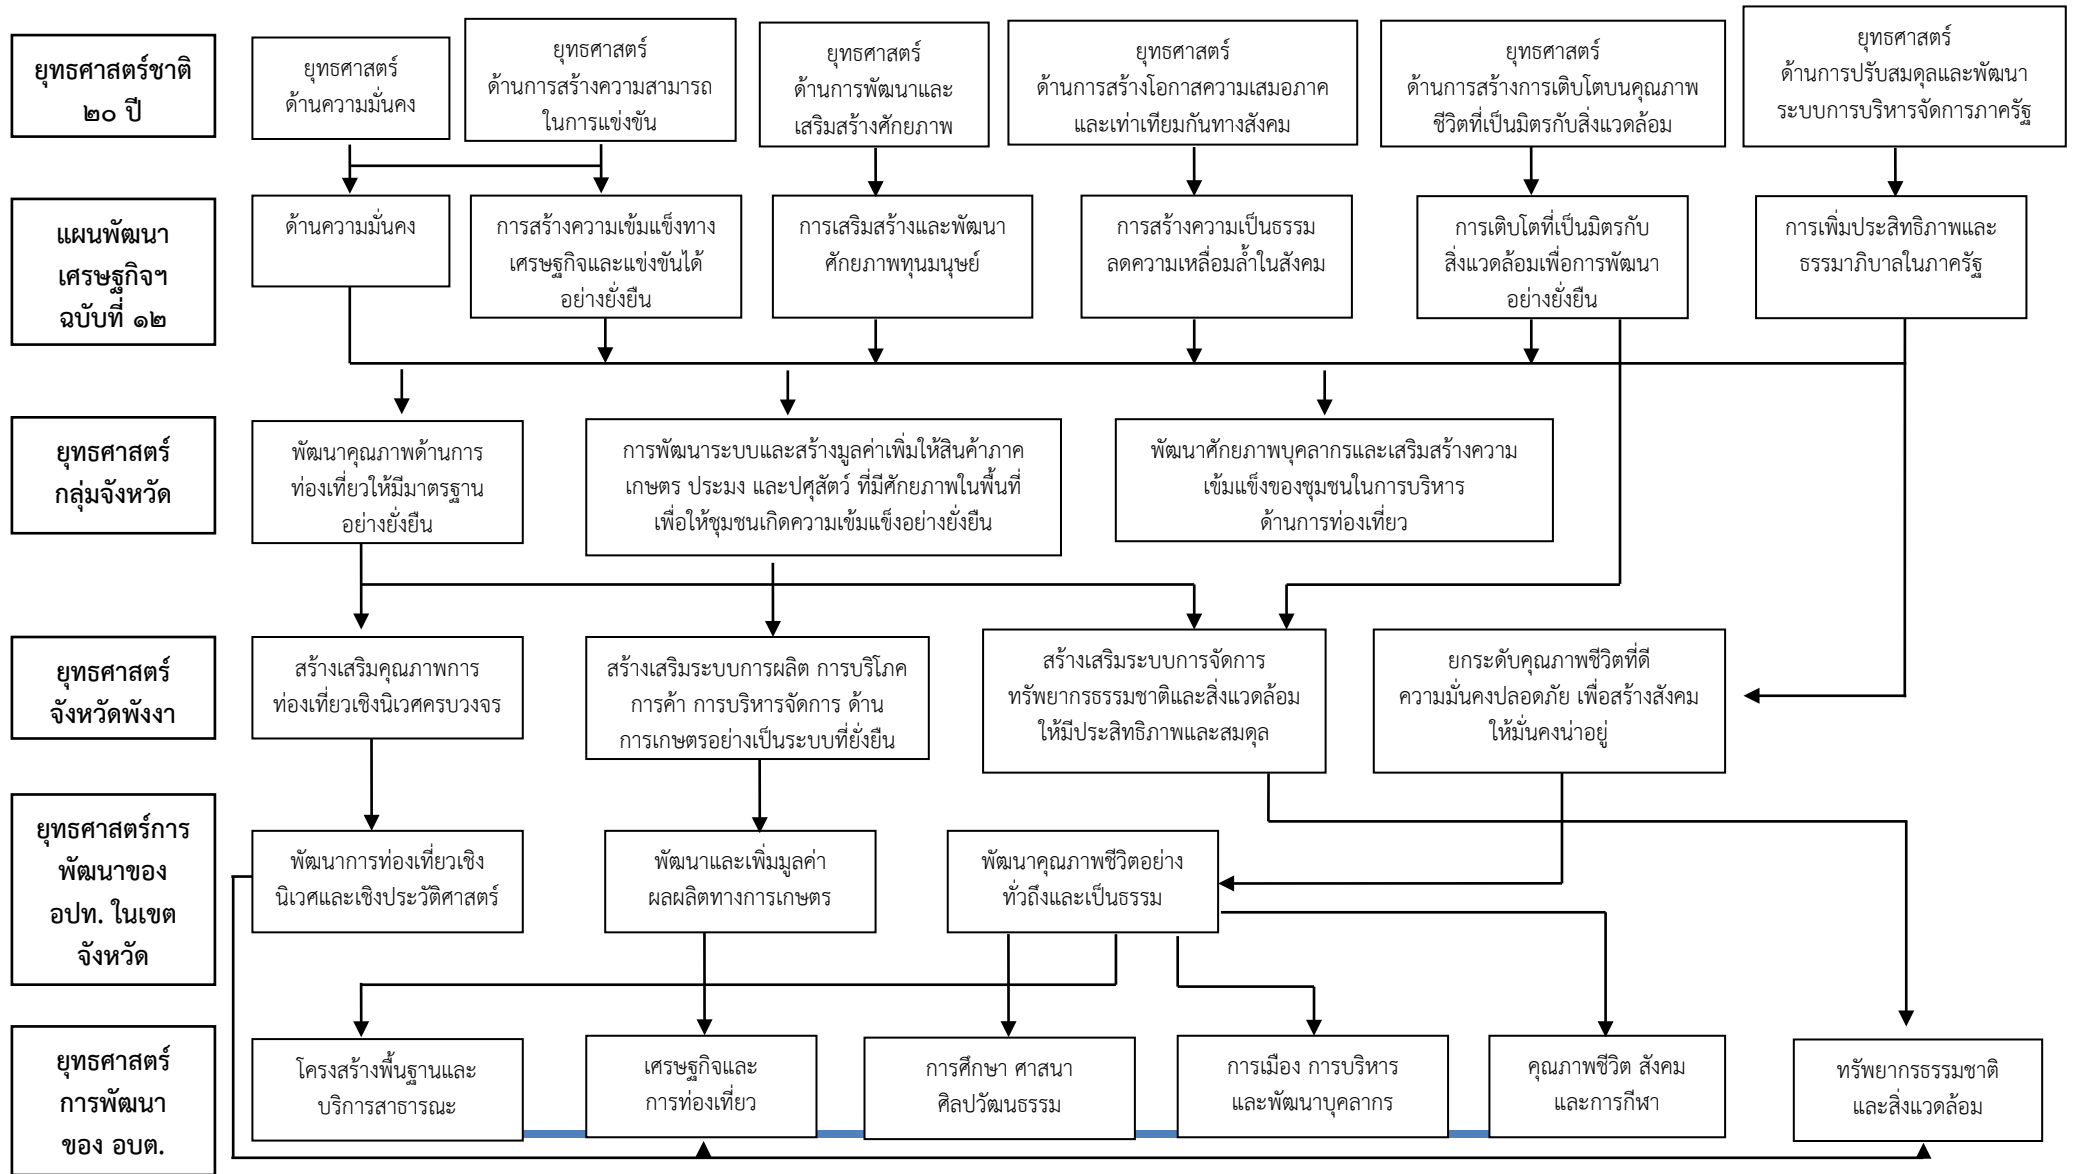 ยุทธศาสตร์ชาติ
๒๐ ปี
ยุทธศาสตร์
ด้านความมั่นคง
ยุทธศาสตร์
ด้านการสร้างความสามารถ
ในการแข่งขัน
ยุทธศาสตร์
ด้านการพัฒนาและ
เสริมสร้างศักยภาพ
ยุทธศาสตร์
ด้านการสร้างโอกาสความเสมอภาค
และเท่าเทียมกันทางสังคม
ยุทธศาสตร์
ด้านการสร้างการเติบโตบนคุณภาพ
ชีวิตที่เป็นมิตรกับสิ่งแวดล้อม
ยุทธศาสตร์
ด้านการปรับสมดุลและพัฒนา
ระบบการบริหารจัดการภาครัฐ
แผนพัฒนา
เศรษฐกิจฯ
ฉบับที่ ๑๒
ด้านความมั่นคง
การสร้างความเข้มแข็งทาง
เศรษฐกิจและแข่งขันได้
อย่างยั่งยืน
การเสริมสร้างและพัฒนา
ศักยภาพทุนมนุษย์
การสร้างความเป็นธรรม
ลดความเหลื่อมล้ำในสังคม
การเติบโตที่เป็นมิตรกับ
สิ่งแวดล้อมเพื่อการพัฒนา
อย่างยั่งยืน
การเพิ่มประสิทธิภาพและ
ธรรมาภิบาลในภาครัฐ
ยุทธศาสตร์
กลุ่มจังหวัด
พัฒนาคุณภาพด้านการ
ท่องเที่ยวให้มีมาตรฐาน
อย่างยั่งยืน
การพัฒนาระบบและสร้างมูลค่าเพิ่มให้สินค้าภาค
เกษตร ประมง และปศุสัตว์ ที่มีศักยภาพในพื้นที่
เพื่อให้ชุมชนเกิดความเข้มแข็งอย่างยั่งยืน
พัฒนาศักยภาพบุคลากรและเสริมสร้างความ
เข้มแข็งของชุมชนในการบริหาร
ด้านการท่องเที่ยว
ยุทธศาสตร์
จังหวัดพังงา
สร้างเสริมคุณภาพการ
ท่องเที่ยวเชิงนิเวศครบวงจร
สร้างเสริมระบบการผลิต การบริโภค
การค้า การบริหารจัดการ ด้าน
การเกษตรอย่างเป็นระบบที่ยั่งยืน
สร้างเสริมระบบการจัดการ
ทรัพยากรธรรมชาติและสิ่งแวดล้อม
ให้มีประสิทธิภาพและสมดุล
ยกระดับคุณภาพชีวิตที่ดี
ความมั่นคงปลอดภัย เพื่อสร้างสังคม
ให้มั่นคงน่าอยู่
ยุทธศาสตร์การ
พัฒนาของ
อปท. ในเขต
จังหวัด
พัฒนาการท่องเที่ยวเชิง
นิเวศและเชิงประวัติศาสตร์
พัฒนาและเพิ่มมูลค่า
ผลผลิตทางการเกษตร
พัฒนาคุณภาพชีวิตอย่าง
ทั่วถึงและเป็นธรรม
ยุทธศาสตร์
การพัฒนา
ของ อบต.
โครงสร้างพื้นฐานและ
บริการสาธารณะ
เศรษฐกิจและ
การท่องเที่ยว
การศึกษา ศาสนา
ศิลปวัฒนธรรม
การเมือง การบริหาร
และพัฒนาบุคลากร
คุณภาพชีวิต สังคม
และการกีฬา
ทรัพยากรธรรมชาติ
และสิ่งแวดล้อม